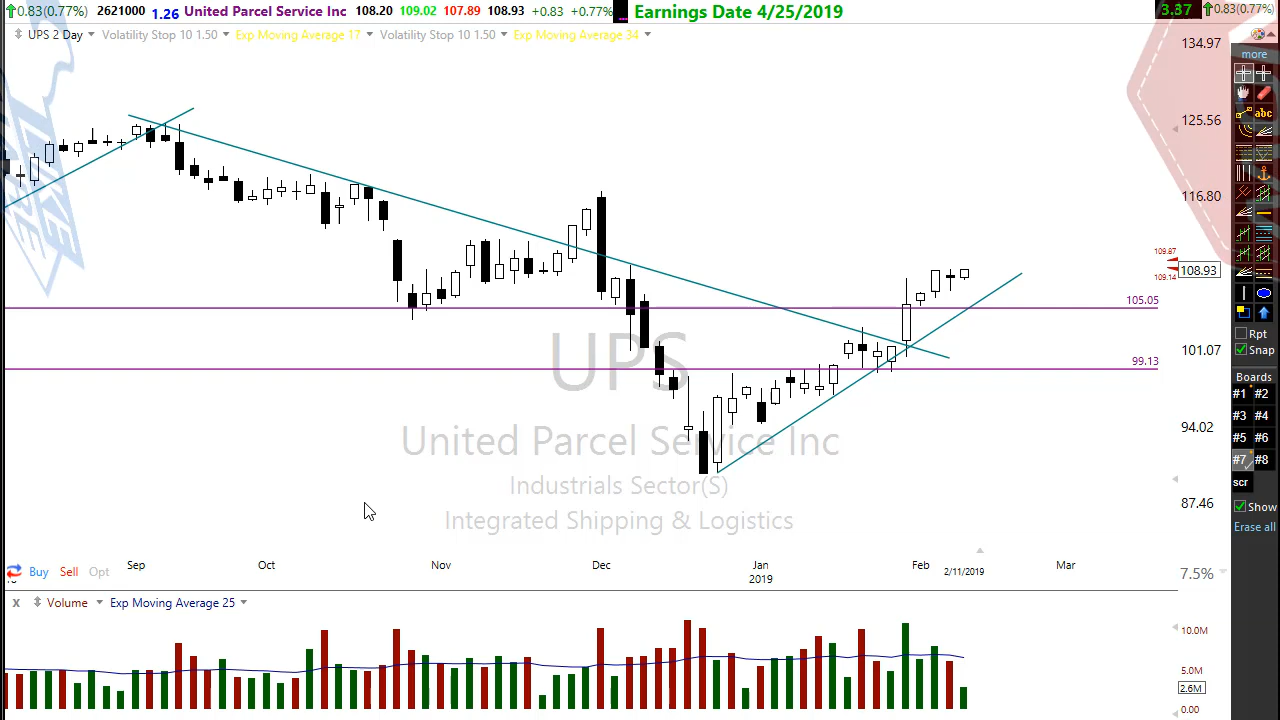 0.83(0.77%) 2621000 1.26 United Parcel Service Inc 108.20 109.02 107.89 108.93 +0.83 +0.77% Earnings Date 4/25/2019 3.37 0.83(0.77%)
UPS 2 Day Volatility Stop 10 1.50 Exp Moving Average 17 Volatility Stop 10 1.50 Exp Moving Average 34
134.97
more
abc
125.56
116.80
109.87
108.93
109.14
105.05
Rpt
101.07
Snap
99.13
UPS
Boards
#1 #2
#3 #4
94.02
United Parcel Service Inc
#5 #6
#7 #8
Industrials Sector(S)
scr
87.46
Show
Integrated Shipping & Logistics
Erase all
Buy Sell Opt
Sep Oct Nov Dec Jan Feb Mar
2019 2/11/2019
7.5%
x Volume Exp Moving Average 25
10.0M
5.0M
2.6M
0.00